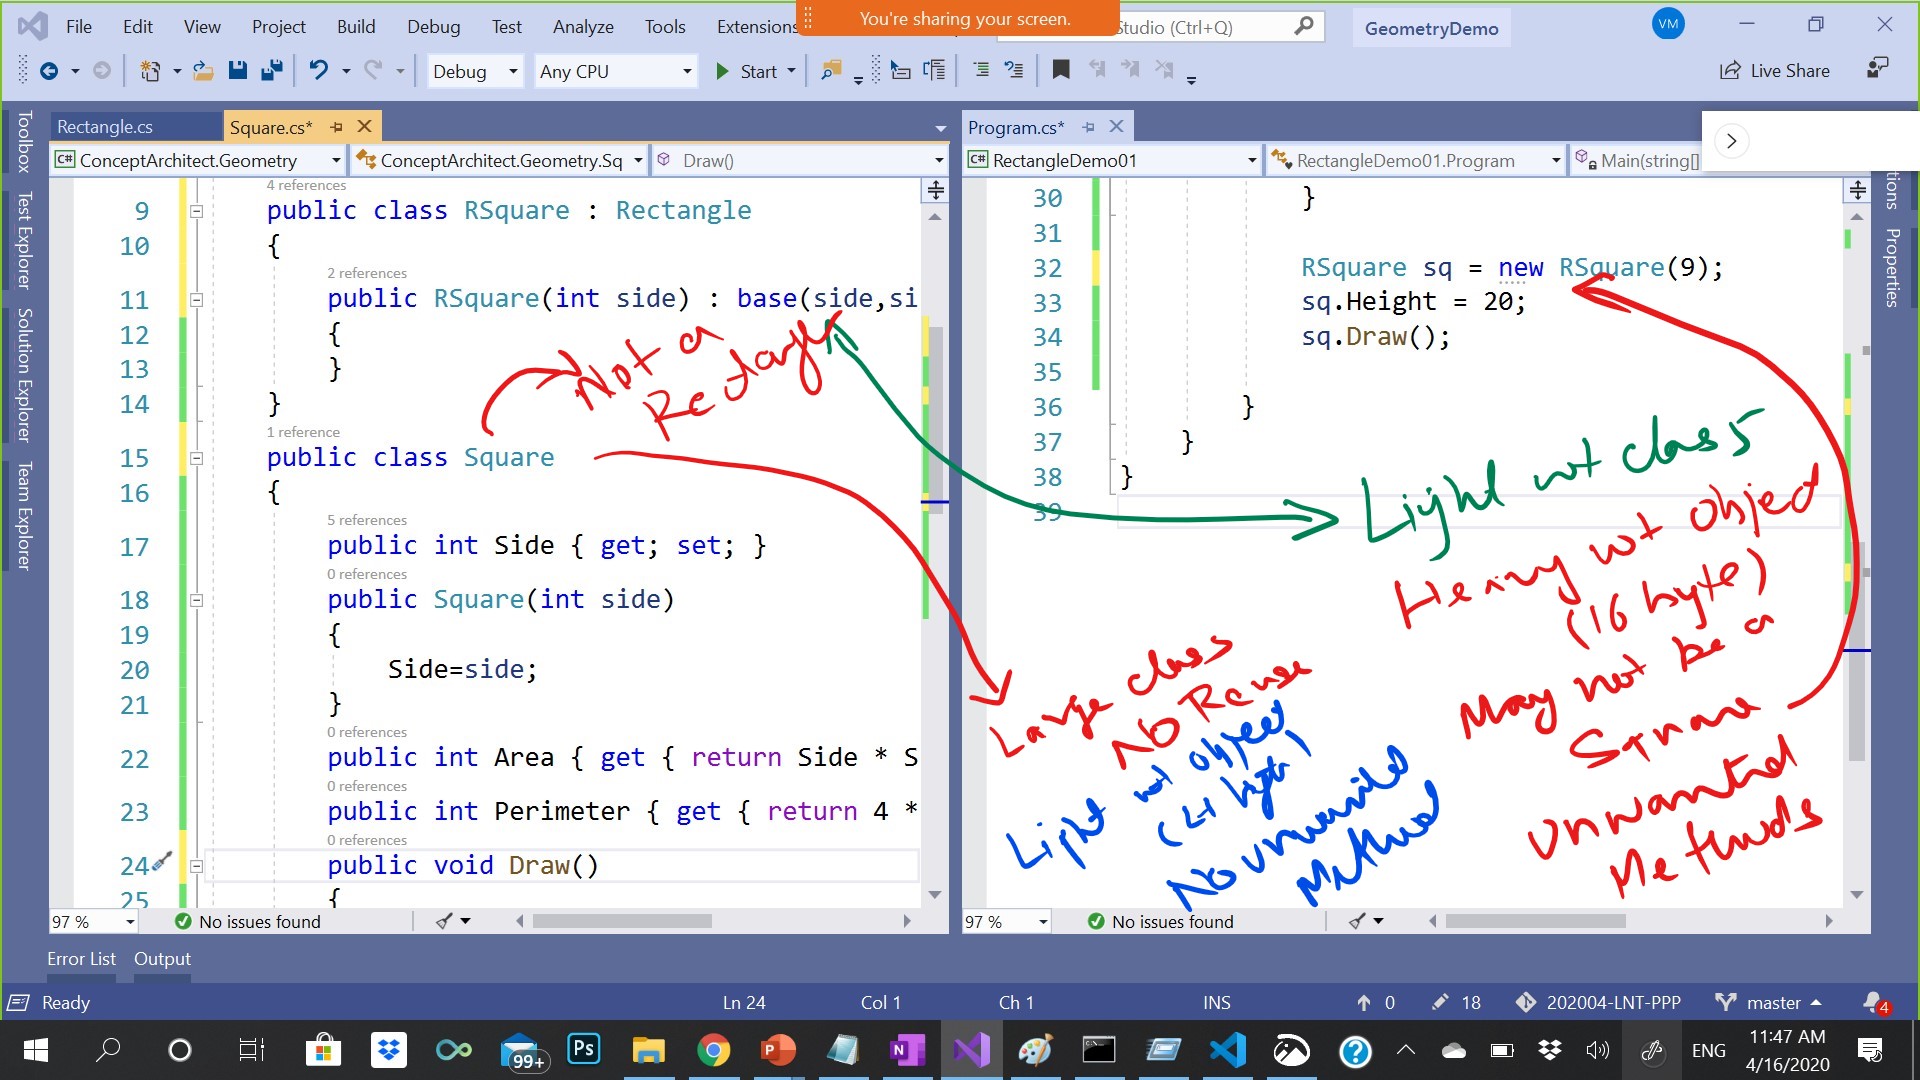 File Edit View Project Build Debug Test Analyze Tools Extensions
You're sharing your screen.
Studio (Ctrl+Q)
GeometryDemo
VM
Debug
Any CPU
Start
Live Share
Toolbox
Test Explorer
Solution Explorer
Team Explorer
Properties
Rectangle.cs
Square.cs*
ConceptArchitect.Geometry
ConceptArchitect.Geometry.Sq
Draw()
4 references
9 public class RSquare : Rectangle
10 {
2 references
11 public RSquare(int side) : base(side,si
12 {
13 }
14 }
1 reference
15 public class Square
16 {
5 references
17 public int Side { get; set; }
0 references
18 public Square(int side)
19 {
20 Side=side;
21 }
0 references
22 public int Area { get { return Side * S
0 references
23 public int Perimeter { get { return 4 *
0 references
24 public void Draw()
25 {
Not a
Rectangle
97 %
No issues found
Program.cs*
RectangleDemo01
RectangleDemo01.Program
Main(string[]
30 }
31
32 RSquare sq = new RSquare(9);
33 sq.Height = 20;
34 sq.Draw();
35
36 }
37 }
38 }
39
Light wt class
Heavy wt Object
(16 byte)
May not be a
Square
Unwanted
Methods
Large class
NO Reuse
Light wt Object
No
Method
97 %
No issues found
Error List Output
Ready
Ln 24
Col 1
Ch 1
INS
0
18
202004-LNT-PPP
master
4
99+
Ps
ENG
11:47 AM
4/16/2020